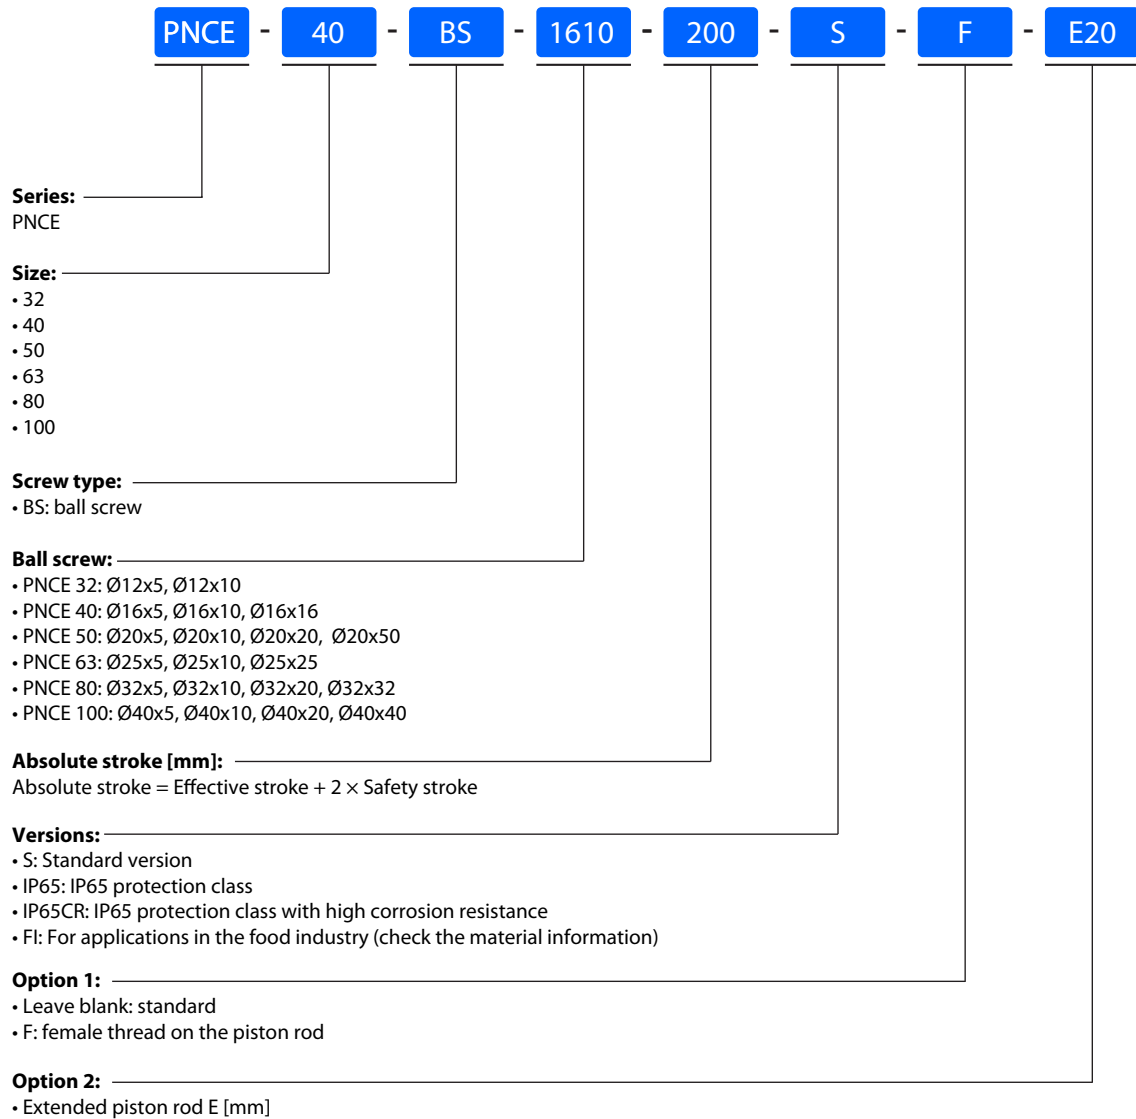 PNCE - 40 - BS - 1610 - 200 - S - F - E20
Series:
PNCE
Size:
• 32
• 40
• 50
• 63
• 80
• 100
Screw type:
• BS: ball screw
Ball screw:
• PNCE 32: Ø12x5, Ø12x10
• PNCE 40: Ø16x5, Ø16x10, Ø16x16
• PNCE 50: Ø20x5, Ø20x10, Ø20x20, Ø20x50
• PNCE 63: Ø25x5, Ø25x10, Ø25x25
• PNCE 80: Ø32x5, Ø32x10, Ø32x20, Ø32x32
• PNCE 100: Ø40x5, Ø40x10, Ø40x20, Ø40x40
Absolute stroke [mm]:
Absolute stroke = Effective stroke + 2 × Safety stroke
Versions:
• S: Standard version
• IP65: IP65 protection class
• IP65CR: IP65 protection class with high corrosion resistance
• FI: For applications in the food industry (check the material information)
Option 1:
• Leave blank: standard
• F: female thread on the piston rod
Option 2:
• Extended piston rod E [mm]